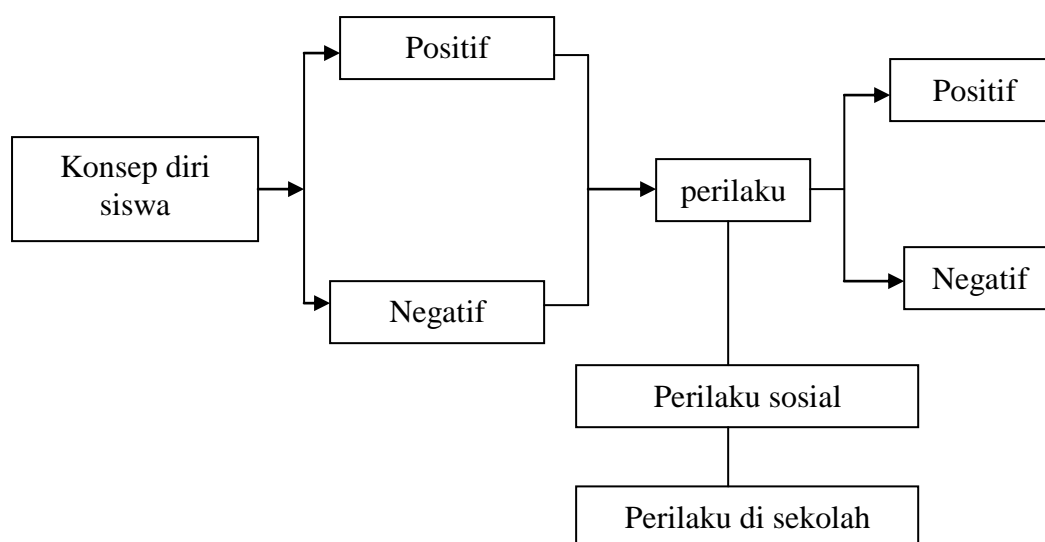 Konsep diri
siswa
Positif
Negatif
perilaku
Positif
Negatif
Perilaku sosial
Perilaku di sekolah